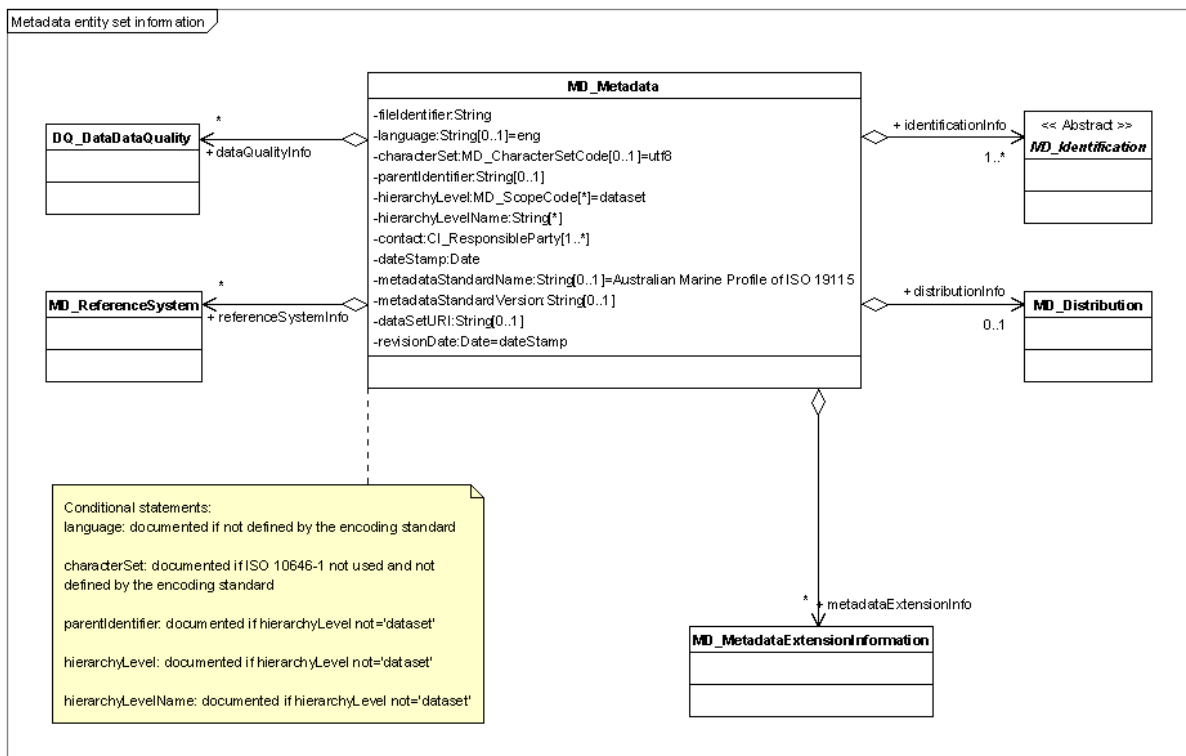 Metadata entity set information
MD_Metadata
-fileIdentifier:String
-language:String[0..1]=eng
-characterSet:MD_CharacterSetCode[0..1]=utf8
-parentIdentifier:String[0..1]
-hierarchyLevel:MD_ScopeCode[*]=dataset
-hierarchyLevelName:String[*]
-contact:CI_ResponsibleParty[1..*]
-dateStamp:Date
-metadataStandardName:String[0..1]=Australian Marine Profile of ISO 19115
-metadataStandardVersion:String[0..1]
-dataSetURI:String[0..1]
-revisionDate:Date=dateStamp
DQ_DataDataQuality
*
+ dataQualityInfo
MD_ReferenceSystem
*
+ referenceSystemInfo
+ identificationInfo
1..*
<< Abstract >>
MD_Identification
+ distributionInfo
0..1
MD_Distribution
* + metadataExtensionInfo
MD_MetadataExtensionInformation
Conditional statements:
language: documented if not defined by the encoding standard
characterSet: documented if ISO 10646-1 not used and not
defined by the encoding standard
parentIdentifier: documented if hierarchyLevel not='dataset'
hierarchyLevel: documented if hierarchyLevel not='dataset'
hierarchyLevelName: documented if hierarchyLevel not='dataset'